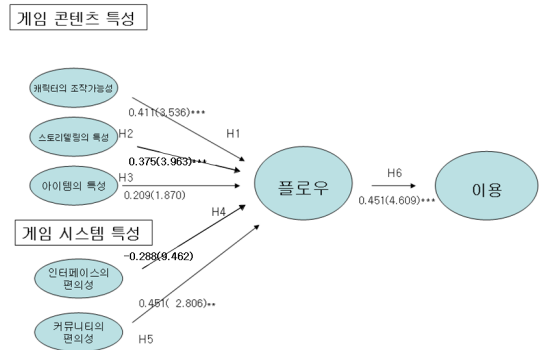 게임 콘텐츠 특성
캐릭터의 조작가능성
0.411(3.536)***
H1
스토리텔링의 특성
H2
0.375(3.963)***
아이템의 특성
H3
0.209(1.870)
플로우
H6
0.451(4.609)***
이용
H4
게임 시스템 특성
-0.288(9.462)
인터페이스의
편의성
0.451( 2.806)**
커뮤니티의
편의성
H5